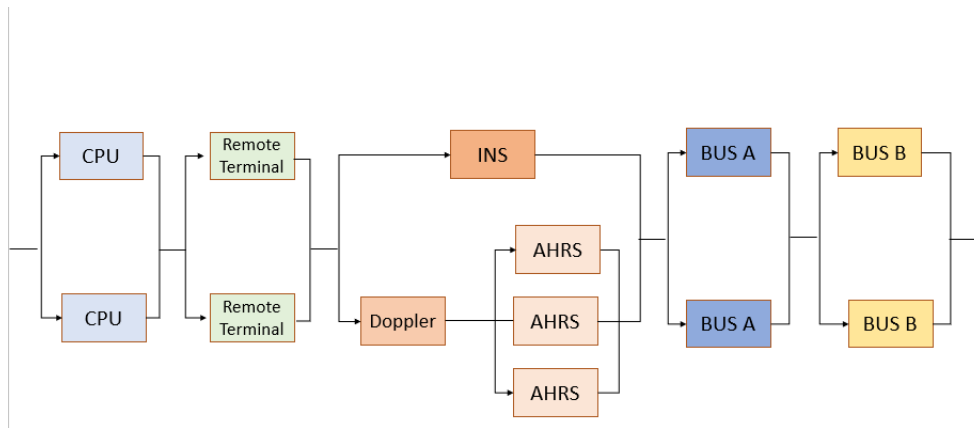 CPU
Remote
Terminal
INS
BUS A
BUS B
AHRS
CPU
Remote
Terminal
Doppler
AHRS
BUS A
BUS B
AHRS